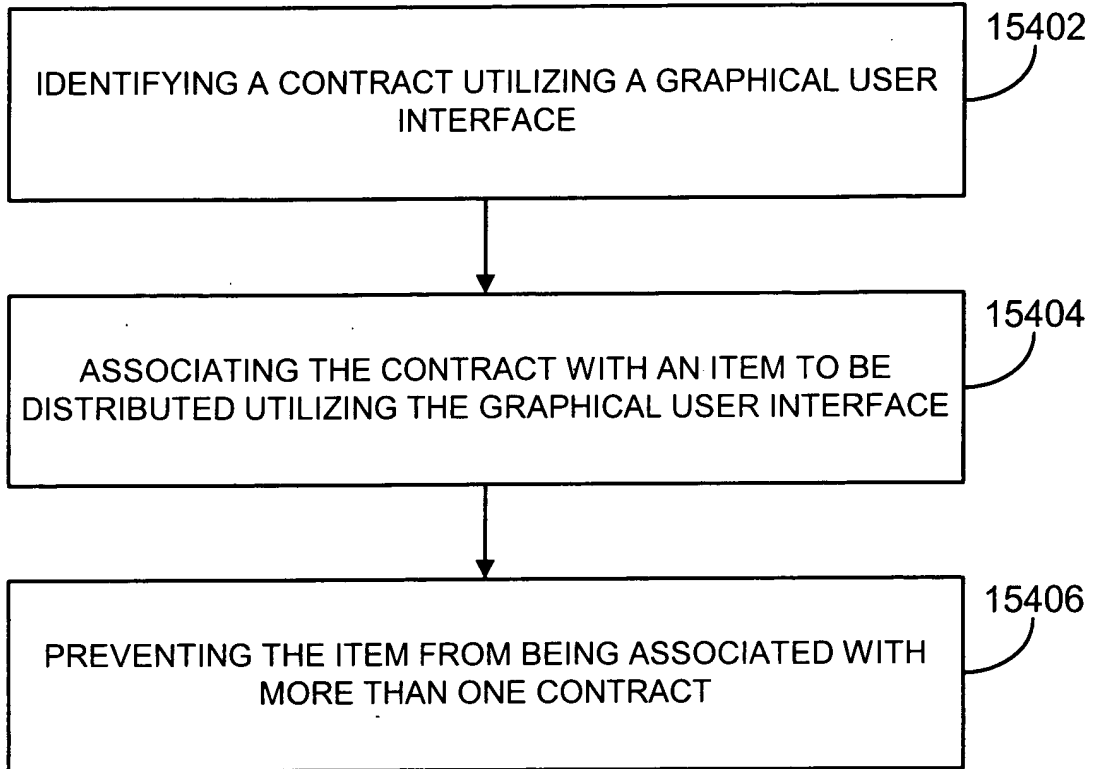 15402
IDENTIFYING A CONTRACT UTILIZING A GRAPHICAL USER
INTERFACE
15404
ASSOCIATING THE CONTRACT WITH AN ITEM TO BE
DISTRIBUTED UTILIZING THE GRAPHICAL USER INTERFACE
15406
PREVENTING THE ITEM FROM BEING ASSOCIATED WITH
MORE THAN ONE CONTRACT